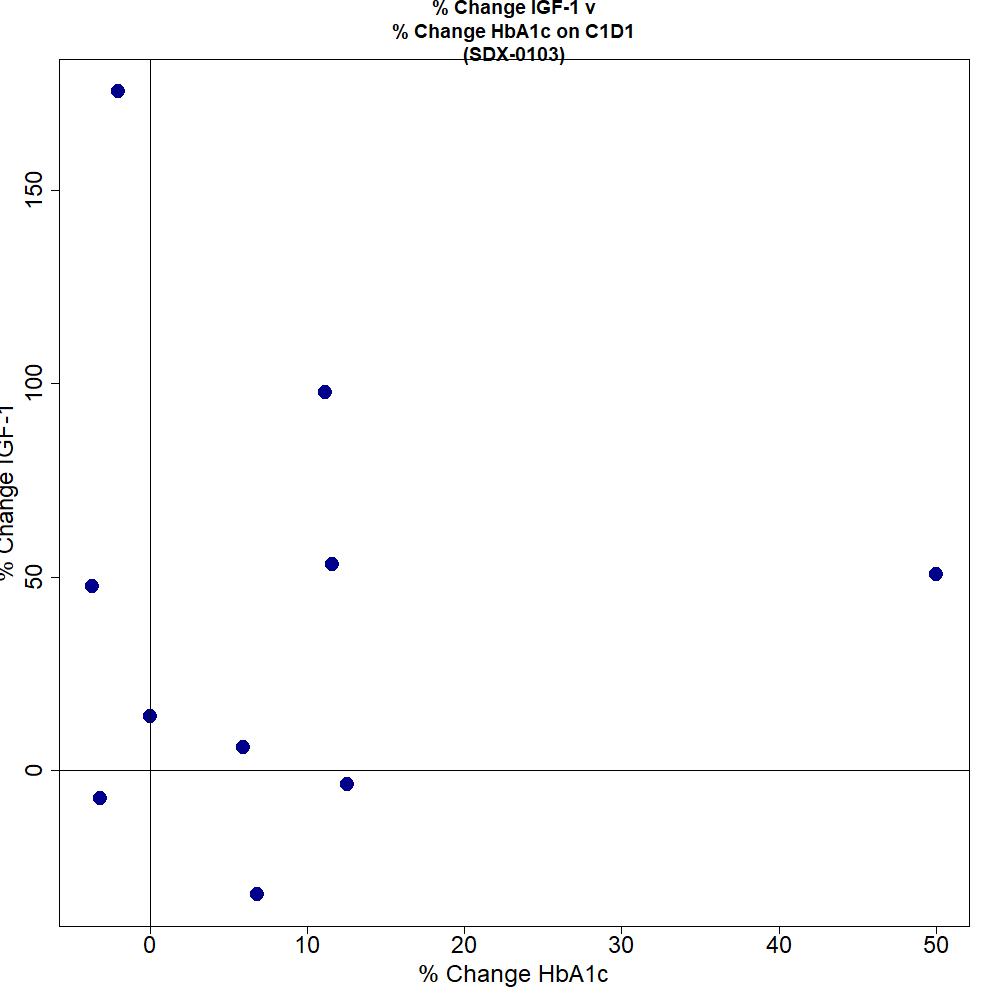 % Change IGF-1 v
% Change HbA1c on C1D1
(SDX-0103)
% Change IGF-1
150
100
50
0
0 10 20 30 40 50
% Change HbA1c